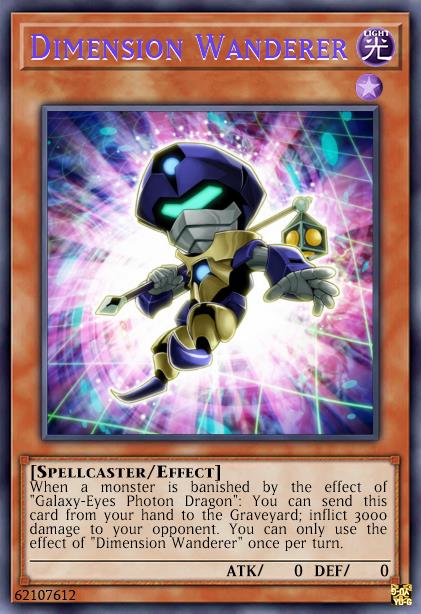 Dimension Wanderer
LIGHT
光
[Spellcaster/Effect]
When a monster is banished by the effect of
"Galaxy-Eyes Photon Dragon": You can send this
card from your hand to the Graveyard; inflict 3000
damage to your opponent. You can only use the
effect of "Dimension Wanderer" once per turn.
ATK/ 0 DEF/ 0
62107612